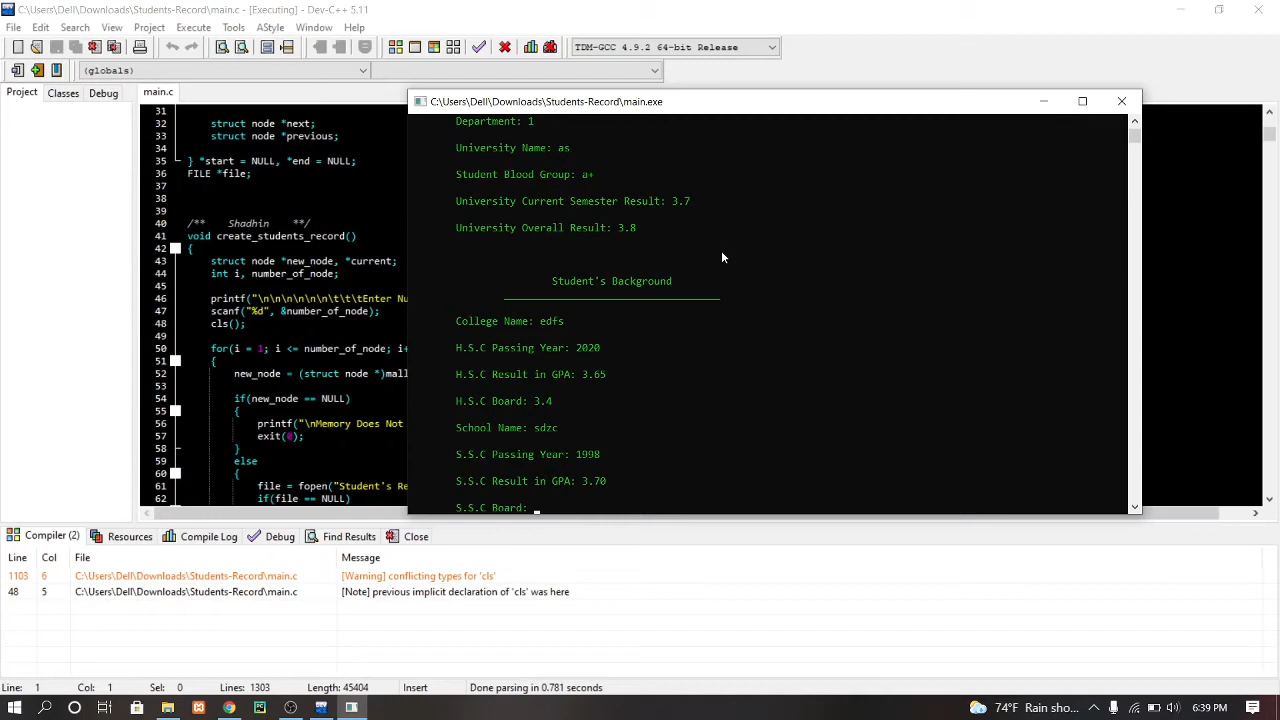 C:\Users\Dell\Downloads\Students-Record\main.c - [Executing] - Dev-C++ 5.11
File Edit Search View Project Execute Tools AStyle Window Help
TDM-GCC 4.9.2 64-bit Release
(globals)
Project Classes Debug
main.c
31
32 struct node *next;
33 struct node *previous;
34
35 } *start = NULL, *end = NULL;
36 FILE *file;
37
38
39
40 /** Shadhin **/
41 void create_students_record()
42 {
43 struct node *new_node, *current;
44 int i, number_of_node;
45
46 printf("\n\n\n\n\n\n\t\t\tEnter Nu
47 scanf("%d", &number_of_node);
48 cls();
49
50 for(i = 1; i <= number_of_node; i+
51 {
52 new_node = (struct node *)mall
53
54 if(new_node == NULL)
55 {
56 printf("\nMemory Does Not
57 exit(0);
58 }
59 else
60 {
61 file = fopen("Student's Re
62 if(file == NULL)
C:\Users\Dell\Downloads\Students-Record\main.exe
Department: 1
University Name: as
Student Blood Group: a+
University Current Semester Result: 3.7
University Overall Result: 3.8
Student's Background
College Name: edfs
H.S.C Passing Year: 2020
H.S.C Result in GPA: 3.65
H.S.C Board: 3.4
School Name: sdzc
S.S.C Passing Year: 1998
S.S.C Result in GPA: 3.70
S.S.C Board:
Compiler (2) Resources Compile Log Debug Find Results Close
Line Col File Message
1103 6 C:\Users\Dell\Downloads\Students-Record\main.c [Warning] conflicting types for 'cls'
48 5 C:\Users\Dell\Downloads\Students-Record\main.c [Note] previous implicit declaration of 'cls' was here
Line: 1 Col: 1 Sel: 0 Lines: 1303 Length: 45404 Insert Done parsing in 0.781 seconds
74°F Rain sho... 6:39 PM